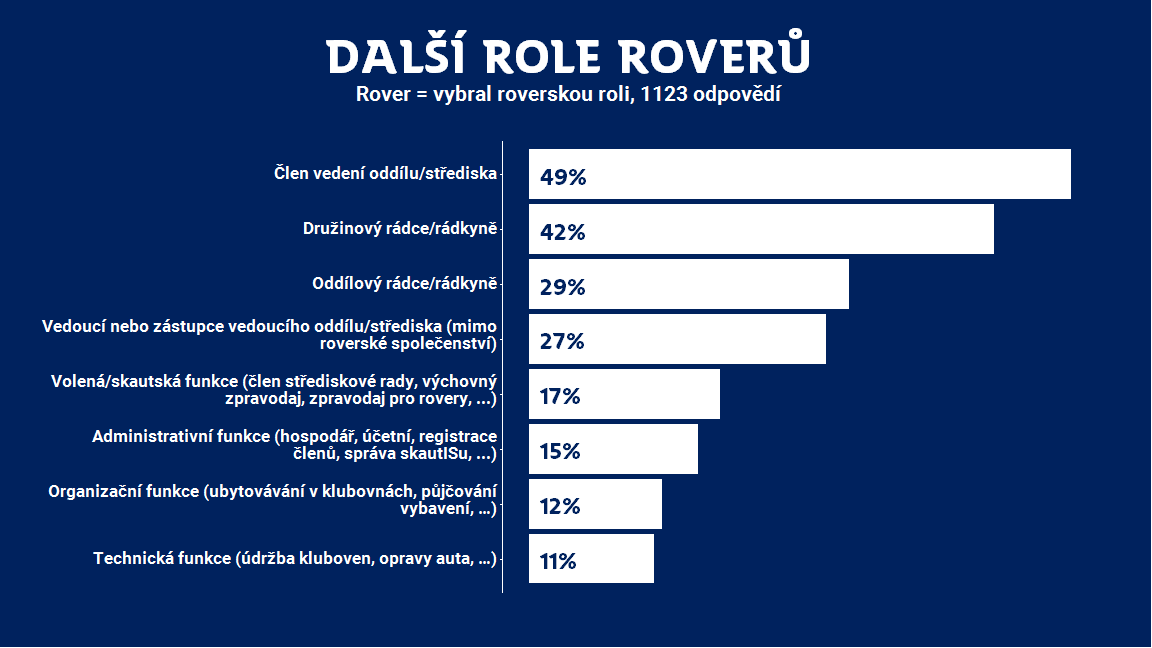 DALŠÍ ROLE ROVERŮ
Rover = vybral roverskou roli, 1123 odpovědí
Člen vedení oddílu/střediska
49%
Družinový rádce/rádkyně
42%
Oddílový rádce/rádkyně
29%
Vedoucí nebo zástupce vedoucího oddílu/střediska (mimo
roverské společenství)
27%
Volená/skautská funkce (člen střediskové rady, výchovný
zpravodaj, zpravodaj pro rovery, ...)
17%
Administrativní funkce (hospodář, účetní, registrace
členů, správa skautISu, ...)
15%
Organizační funkce (ubytovávání v klubovnách, půjčování
vybavení, …)
12%
Technická funkce (údržba kluboven, opravy auta, …)
11%